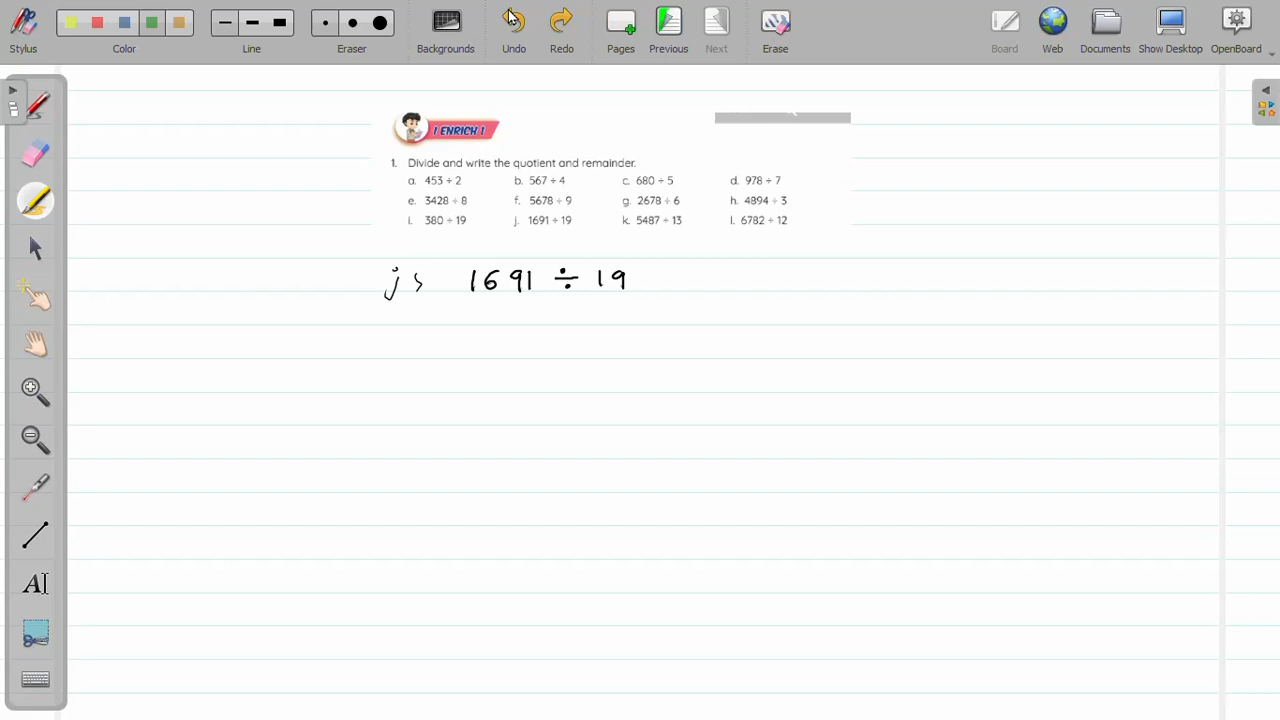 Stylus Color Line Eraser Backgrounds Undo Redo Pages Previous Next Erase Board Web Documents Show Desktop OpenBoard
I ENRICH I
1. Divide and write the quotient and remainder.
a. 453 ÷ 2 b. 567 ÷ 4 c. 680 ÷ 5 d. 978 ÷ 7
e. 3428 ÷ 8 f. 5678 ÷ 9 g. 2678 ÷ 6 h. 4894 ÷ 3
i. 380 ÷ 19 j. 1691 ÷ 19 k. 5487 ÷ 13 l. 6782 ÷ 12
j> 1691 ÷ 19
A